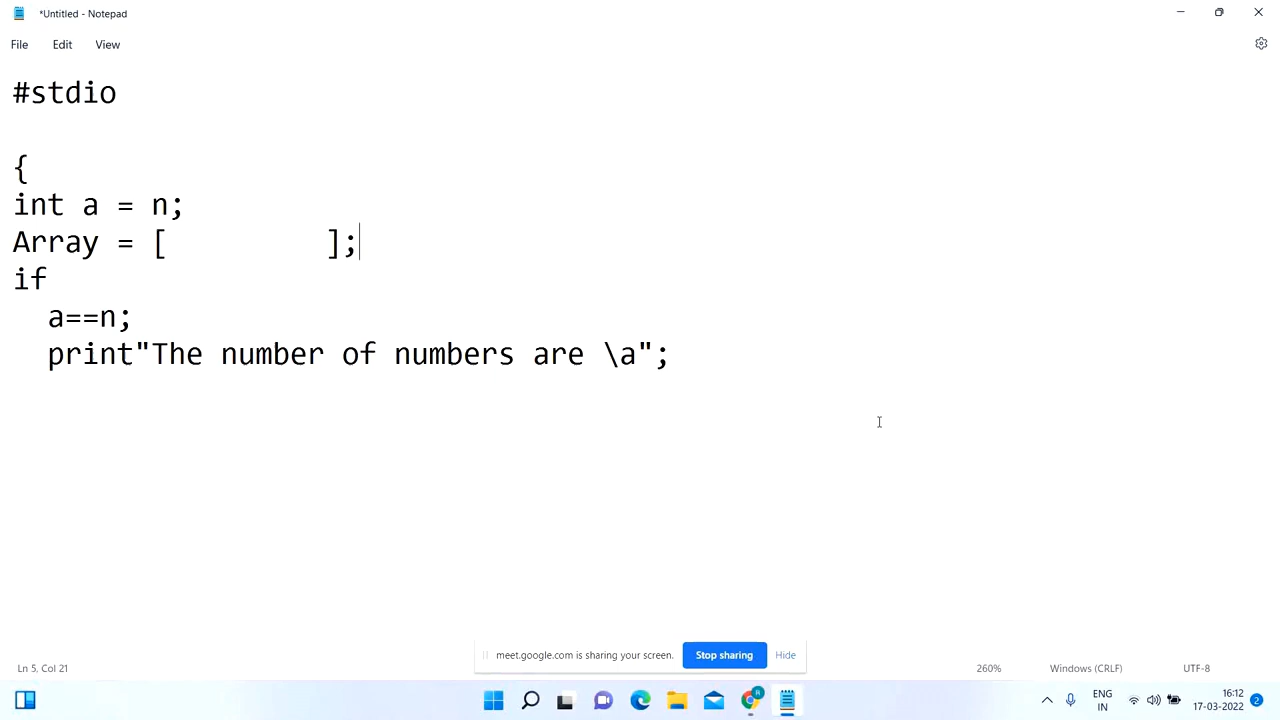 *Untitled - Notepad
File Edit View
#stdio
{
int a = n;
Array = [ ];
if
a==n;
print"The number of numbers are \a";
meet.google.com is sharing your screen. Stop sharing Hide
Ln 5, Col 21 260% Windows (CRLF) UTF-8
ENG 16:12
IN 17-03-2022 2